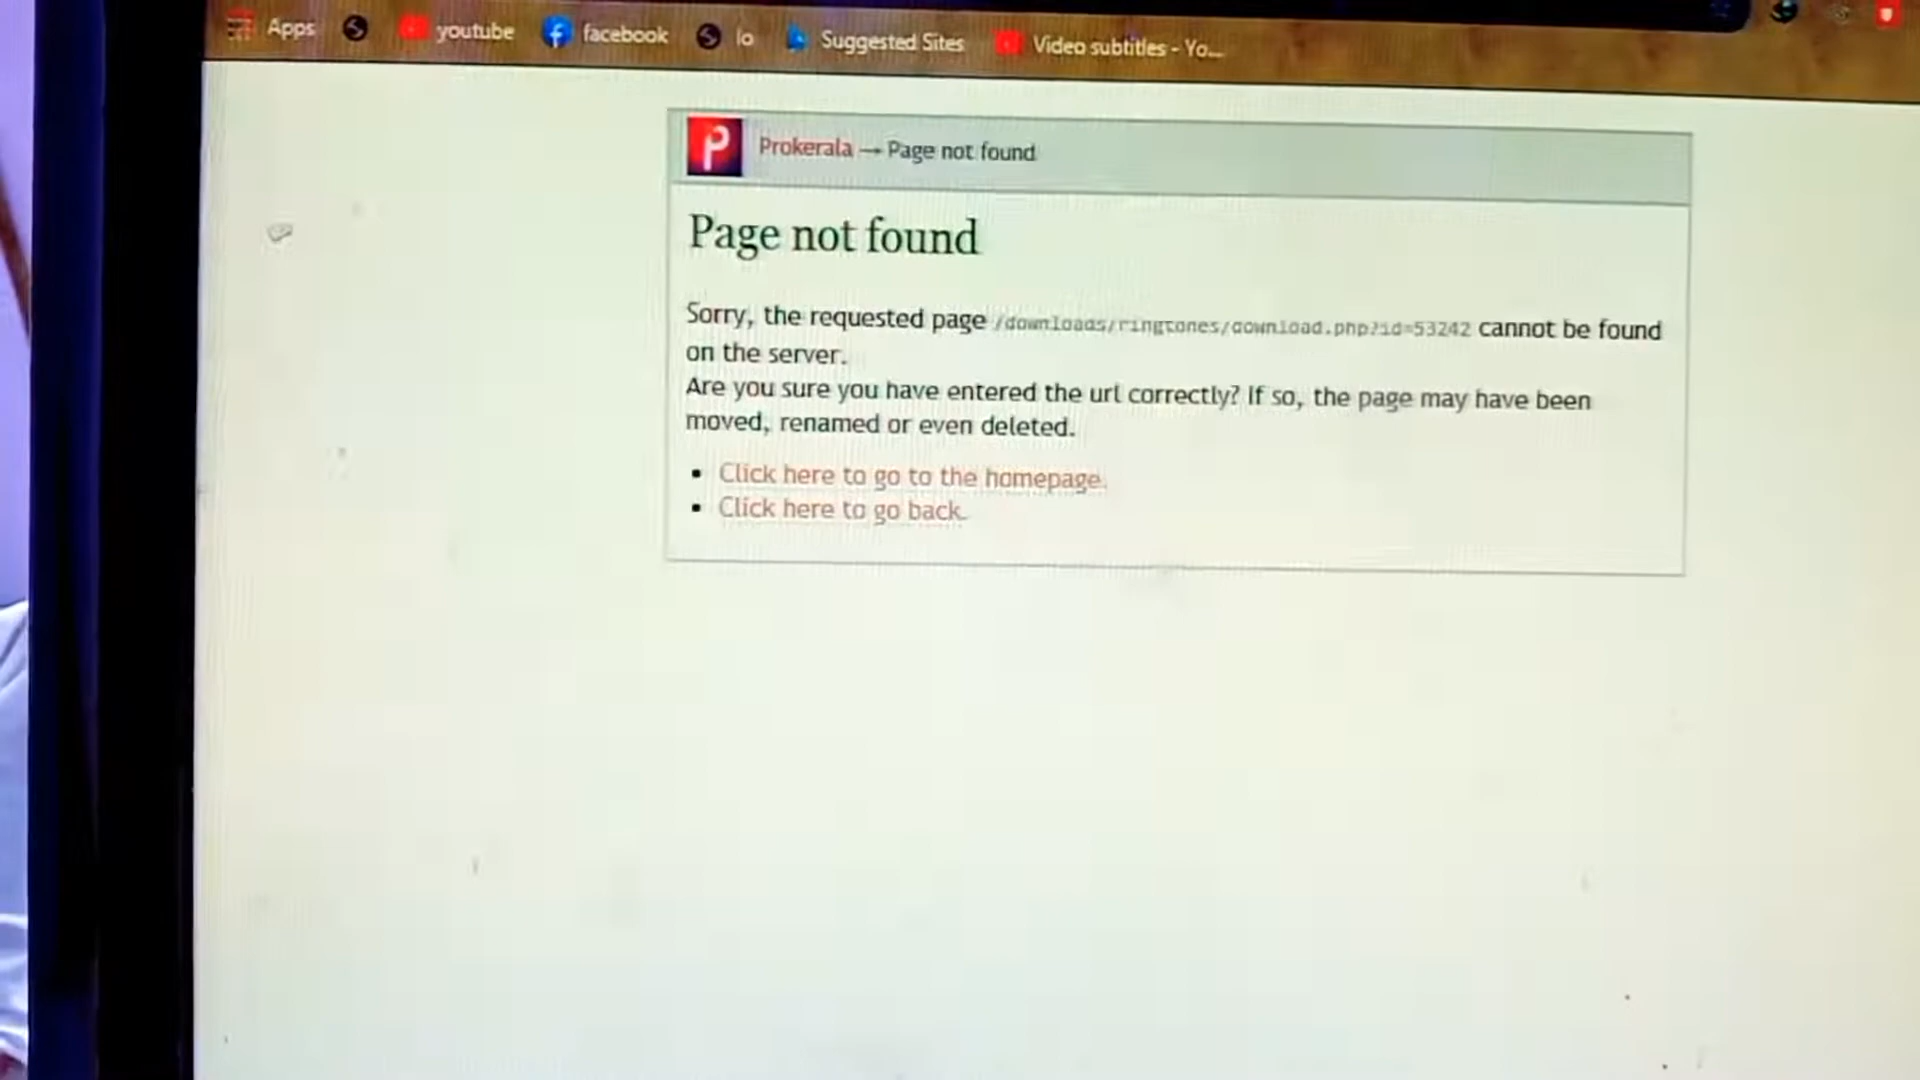 Apps youtube facebook lo Suggested Sites Video subtitles - Yo...
P Prokerala → Page not found
Page not found
Sorry, the requested page /downloads/ringtones/download.php?id=53242 cannot be found
on the server.
Are you sure you have entered the url correctly? If so, the page may have been
moved, renamed or even deleted.
▪ Click here to go to the homepage.
▪ Click here to go back.